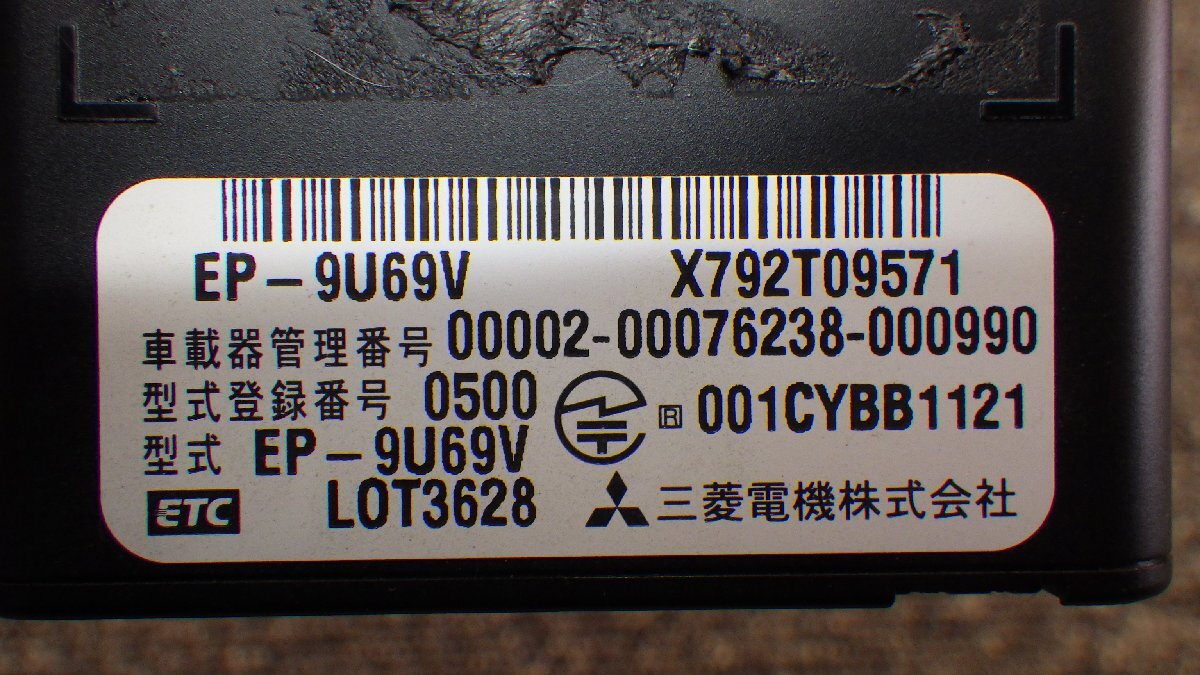 EP-9U69V X792T09571
車載器管理番号 00002-00076238-000990
型式登録番号 0500 R 001CYBB1121
型式 EP-9U69V
ETC LOT3628 三菱電機株式会社